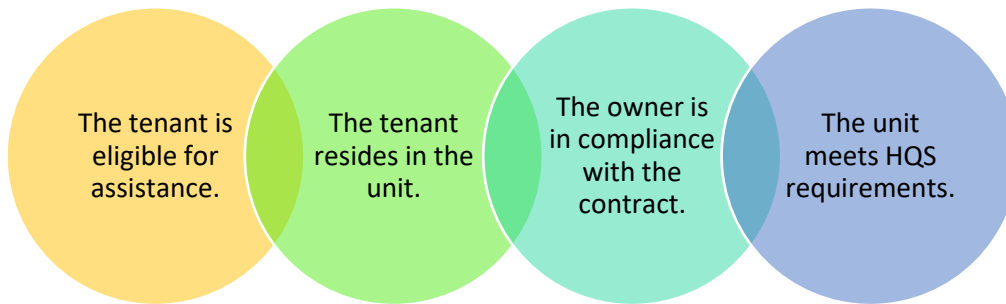 The tenant is
eligible for
assistance.
The tenant
resides in the
unit.
The owner is
in compliance
with the
contract.
The unit
meets HQS
requirements.